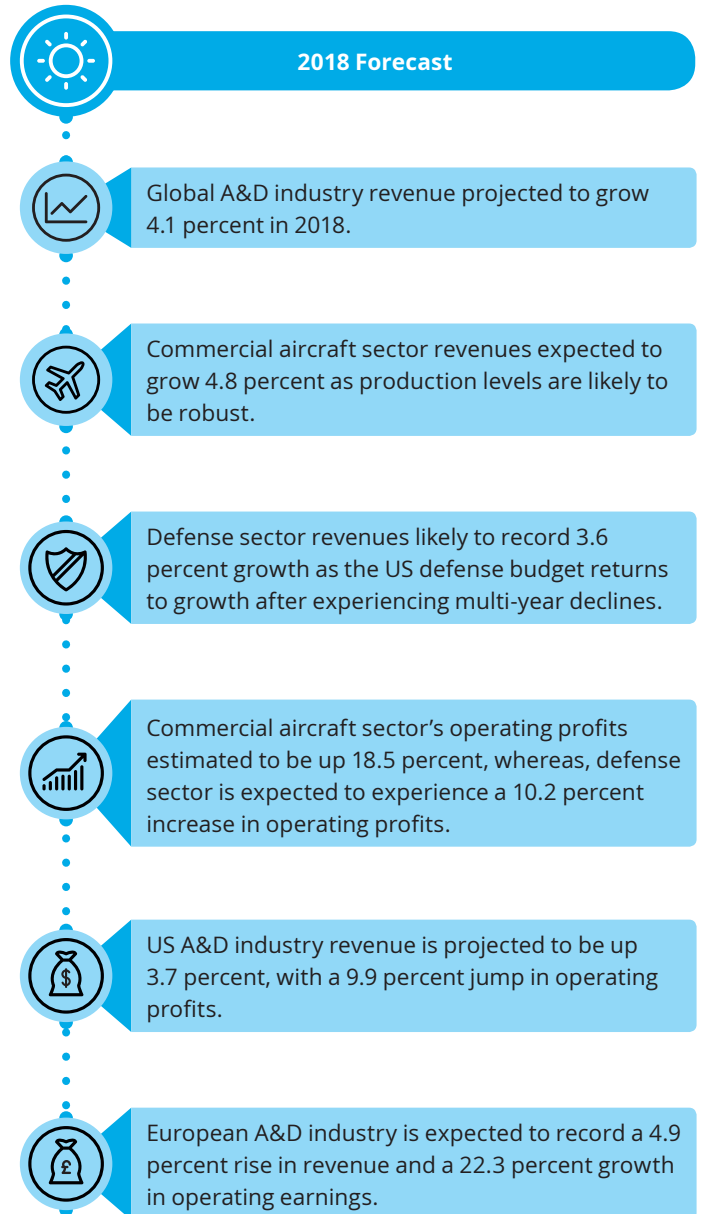 2018 Forecast
Global A&D industry revenue projected to grow
4.1 percent in 2018.
Commercial aircraft sector revenues expected to
grow 4.8 percent as production levels are likely to
be robust.
Defense sector revenues likely to record 3.6
percent growth as the US defense budget returns
to growth after experiencing multi-year declines.
Commercial aircraft sector’s operating profits
estimated to be up 18.5 percent, whereas, defense
sector is expected to experience a 10.2 percent
increase in operating profits.
$
US A&D industry revenue is projected to be up
3.7 percent, with a 9.9 percent jump in operating
profits.
£
European A&D industry is expected to record a 4.9
percent rise in revenue and a 22.3 percent growth
in operating earnings.